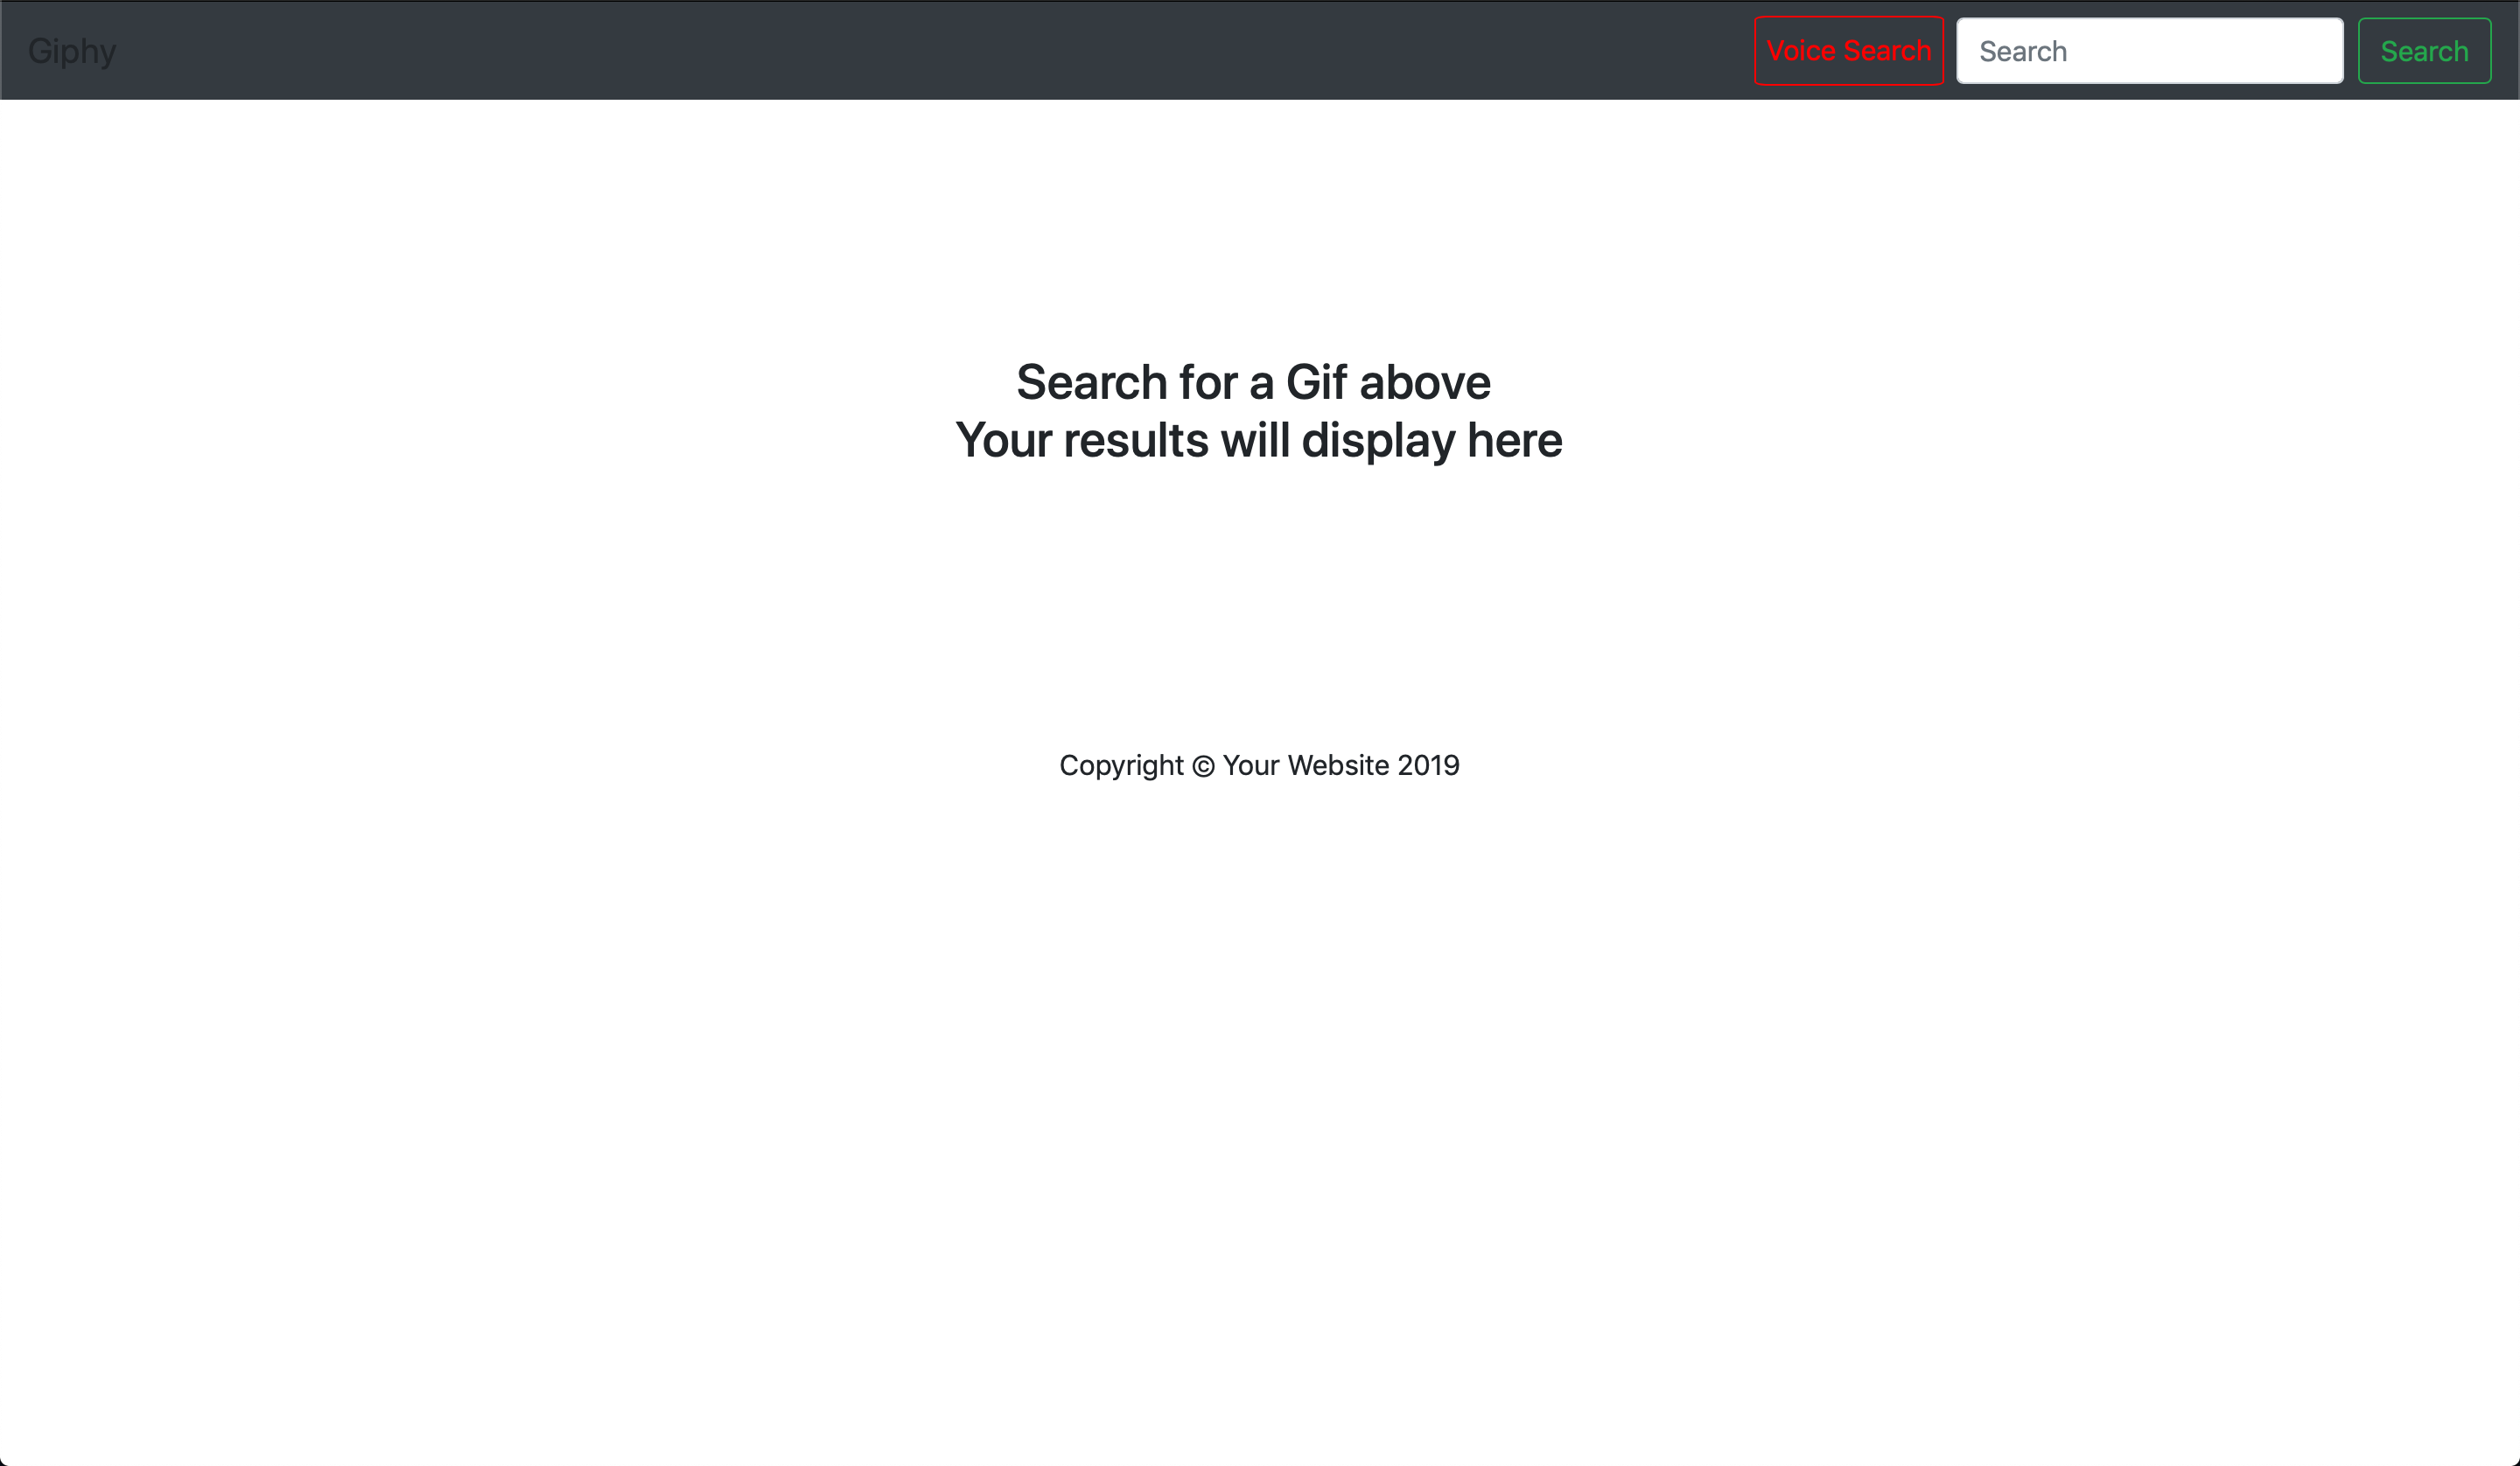 Giphy
Voice Search
Search
Search
Search for a Gif above
Your results will display here
Copyright © Your Website 2019